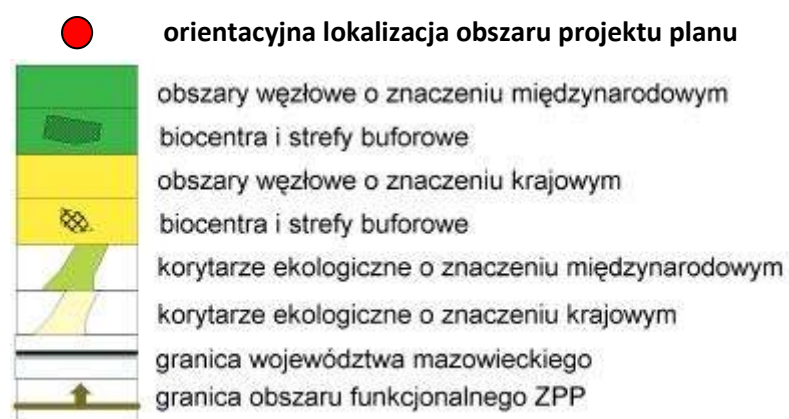 orientacyjna lokalizacja obszaru projektu planu
obszary węzłowe o znaczeniu międzynarodowym
biocentra i strefy buforowe
obszary węzłowe o znaczeniu krajowym
biocentra i strefy buforowe
korytarze ekologiczne o znaczeniu międzynarodowym
korytarze ekologiczne o znaczeniu krajowym
granica województwa mazowieckiego
granica obszaru funkcjonalnego ZPP